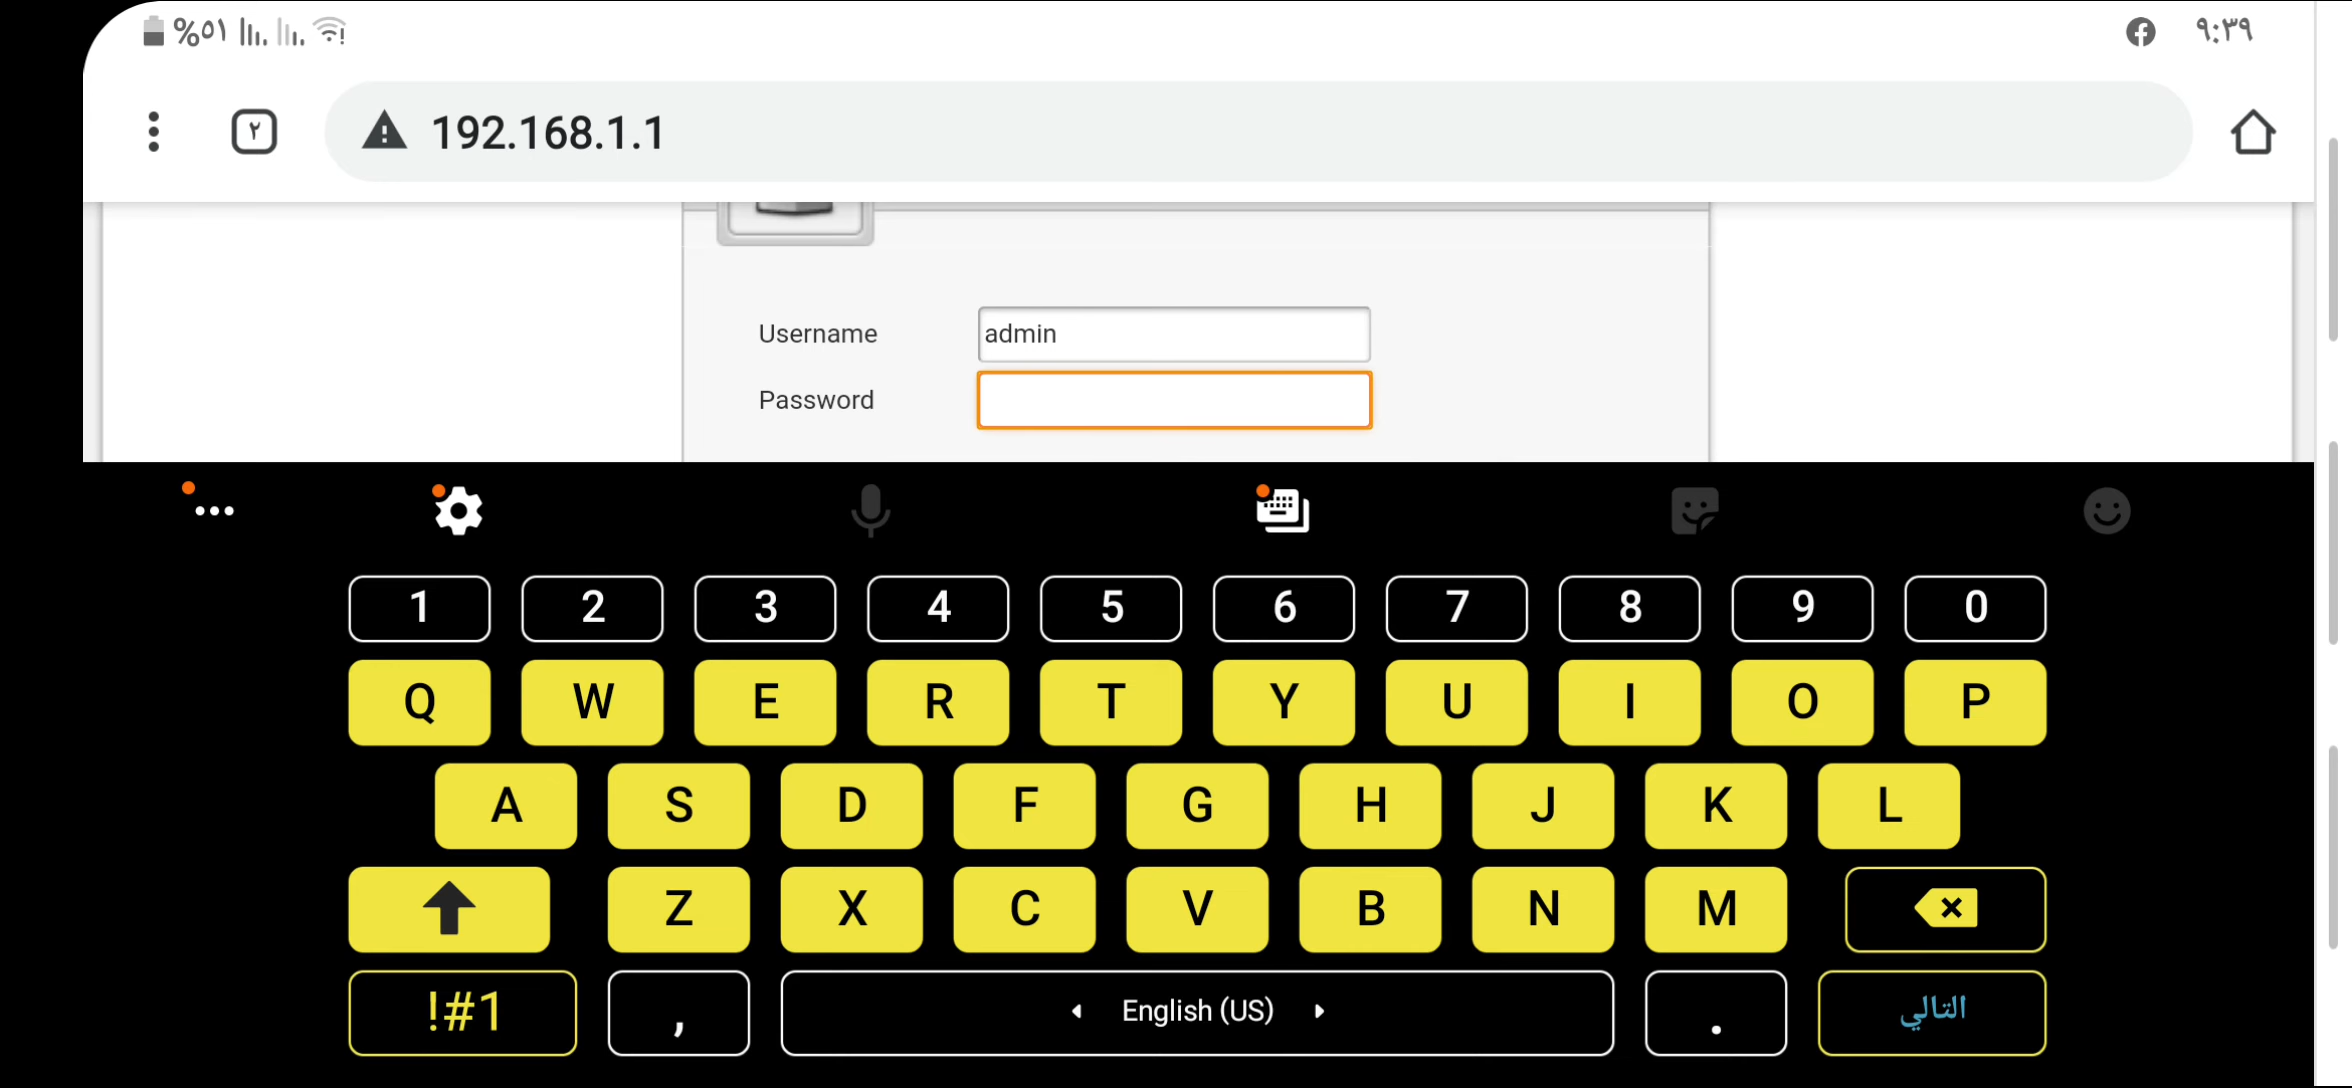 %٥١ ٩:٣٩
٢ 192.168.1.1
Username admin
Password
1 2 3 4 5 6 7 8 9 0
Q W E R T Y U I O P
A S D F G H J K L
Z X C V B N M
!#1 , English (US) . التالي